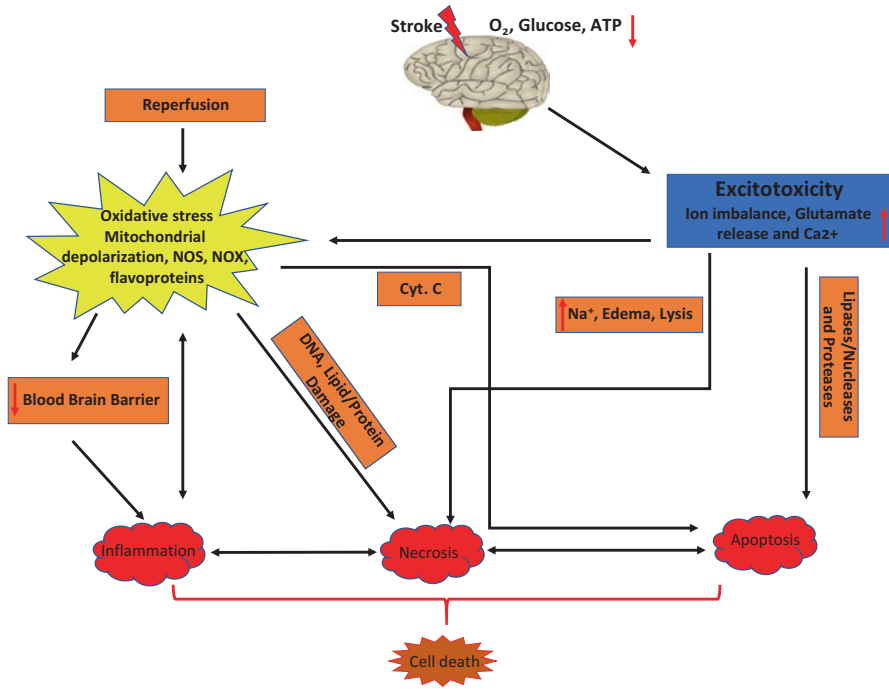 Stroke
O₂, Glucose, ATP
Reperfusion
Excitotoxicity
Ion imbalance, Glutamate
release and Ca2+
Oxidative stress
Mitochondrial
depolarization, NOS, NOX,
flavoproteins
Cyt. C
Na⁺, Edema, Lysis
Lipases/Nucleases
and Proteases
DNA, Lipid/Protein
Damage
Blood Brain Barrier
Inflammation
Necrosis
Apoptosis
Cell death